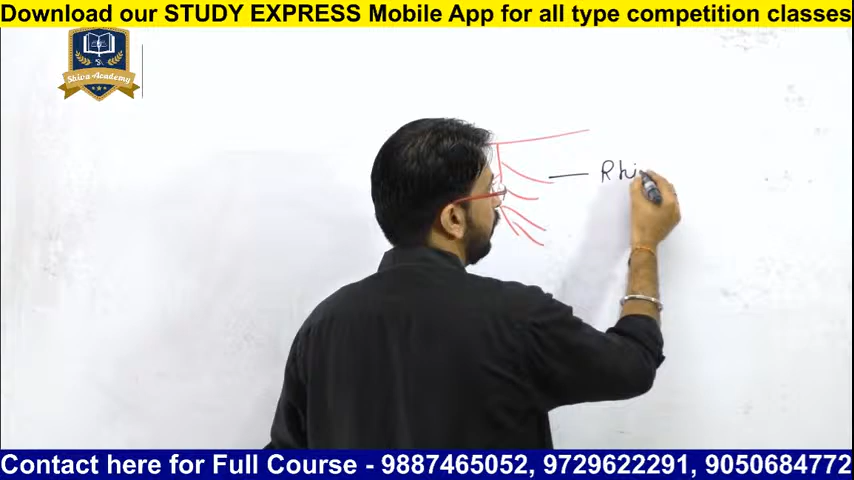 Download our STUDY EXPRESS Mobile App for all type competition classes
Shiva Academy
Rhi
Contact here for Full Course - 9887465052, 9729622291, 9050684772